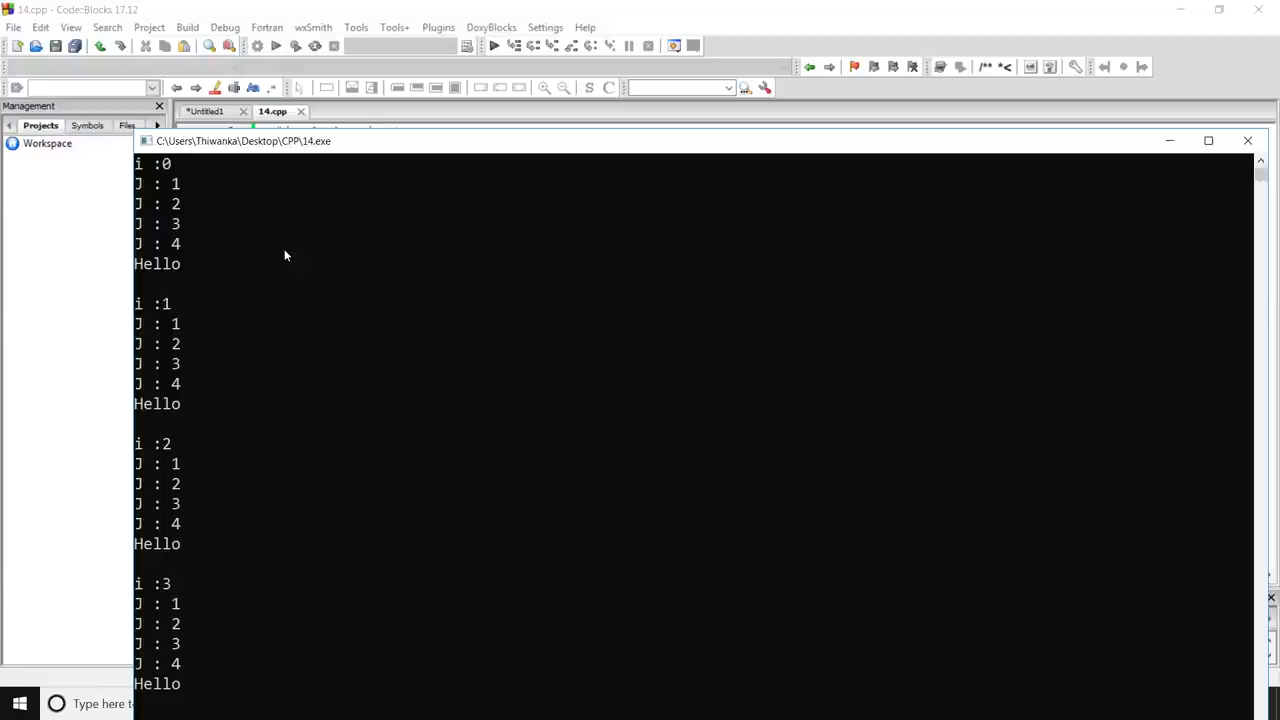 14.cpp - Code::Blocks 17.12
File Edit View Search Project Build Debug Fortran wxSmith Tools Tools+ Plugins DoxyBlocks Settings Help
/** *<
S C
Management
Projects Symbols Files
*Untitled1 14.cpp
Workspace
C:\Users\Thiwanka\Desktop\CPP\14.exe
i :0
J : 1
J : 2
J : 3
J : 4
Hello
i :1
J : 1
J : 2
J : 3
J : 4
Hello
i :2
J : 1
J : 2
J : 3
J : 4
Hello
i :3
J : 1
J : 2
J : 3
J : 4
Hello
Type here t